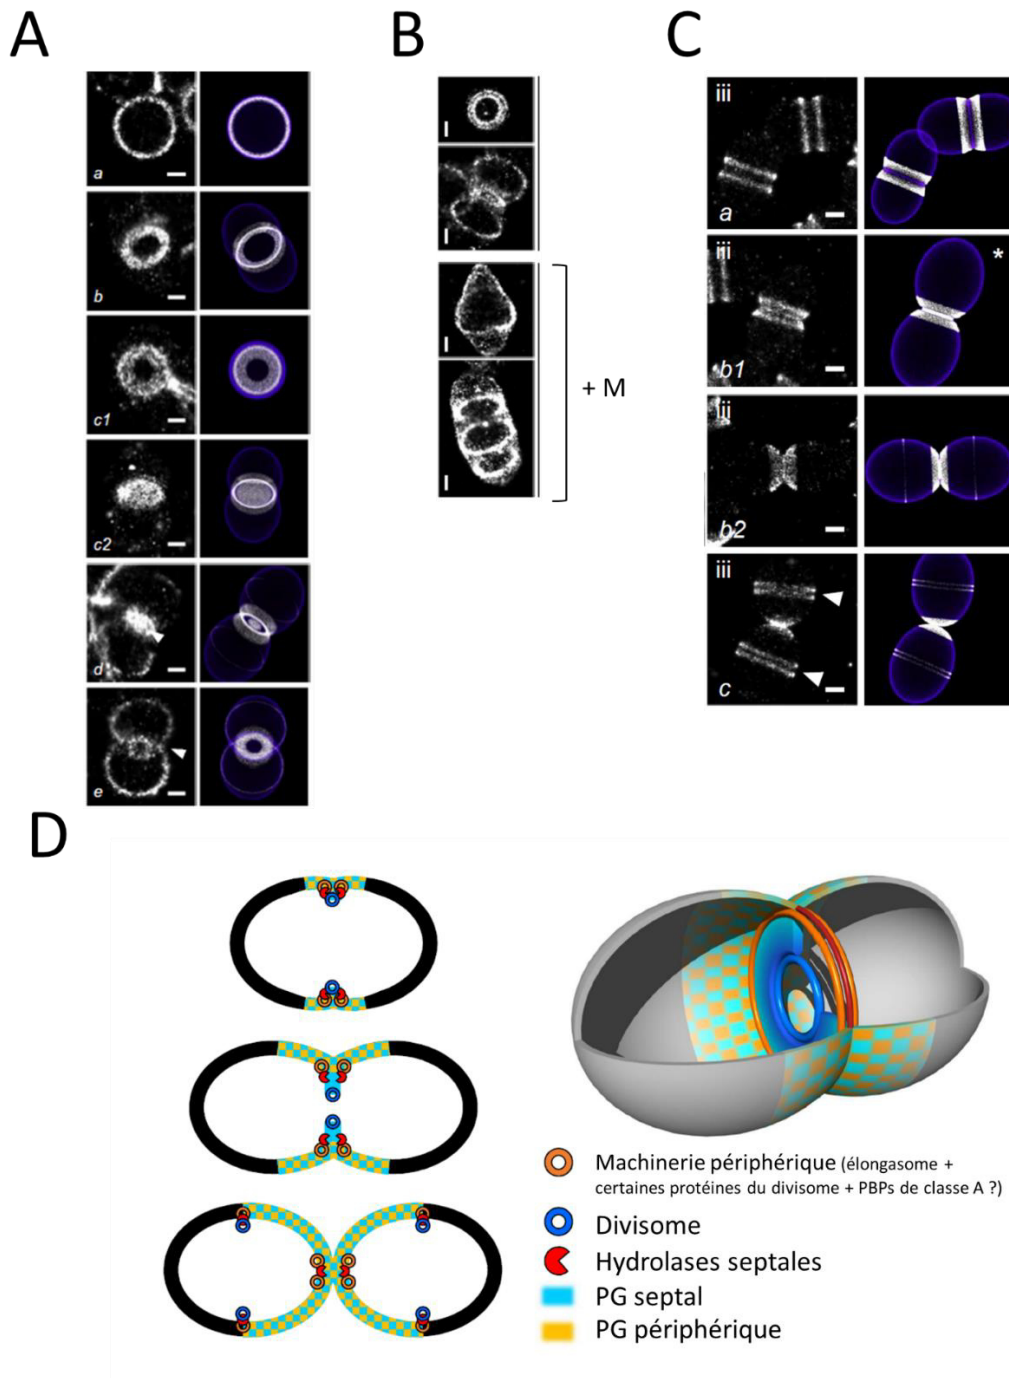 A
B
C
a
b
c1
c2
d
e
+ M
iii
a
iii
*
b1
iii
b2
iii
c
D
Machinerie périphérique (élongasome +
certaines protéines du divisome + PBPs de classe A ?)
Divisome
Hydrolases septales
PG septal
PG périphérique